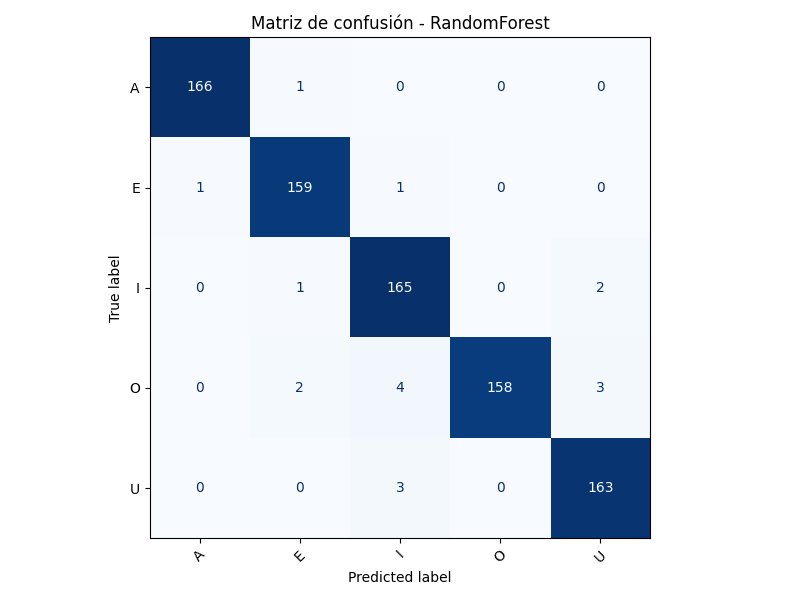 Matriz de confusión - RandomForest
A 166 1 0 0 0
E 1 159 1 0 0
I 0 1 165 0 2
O 0 2 4 158 3
U 0 0 3 0 163
True label
A E I O U
Predicted label